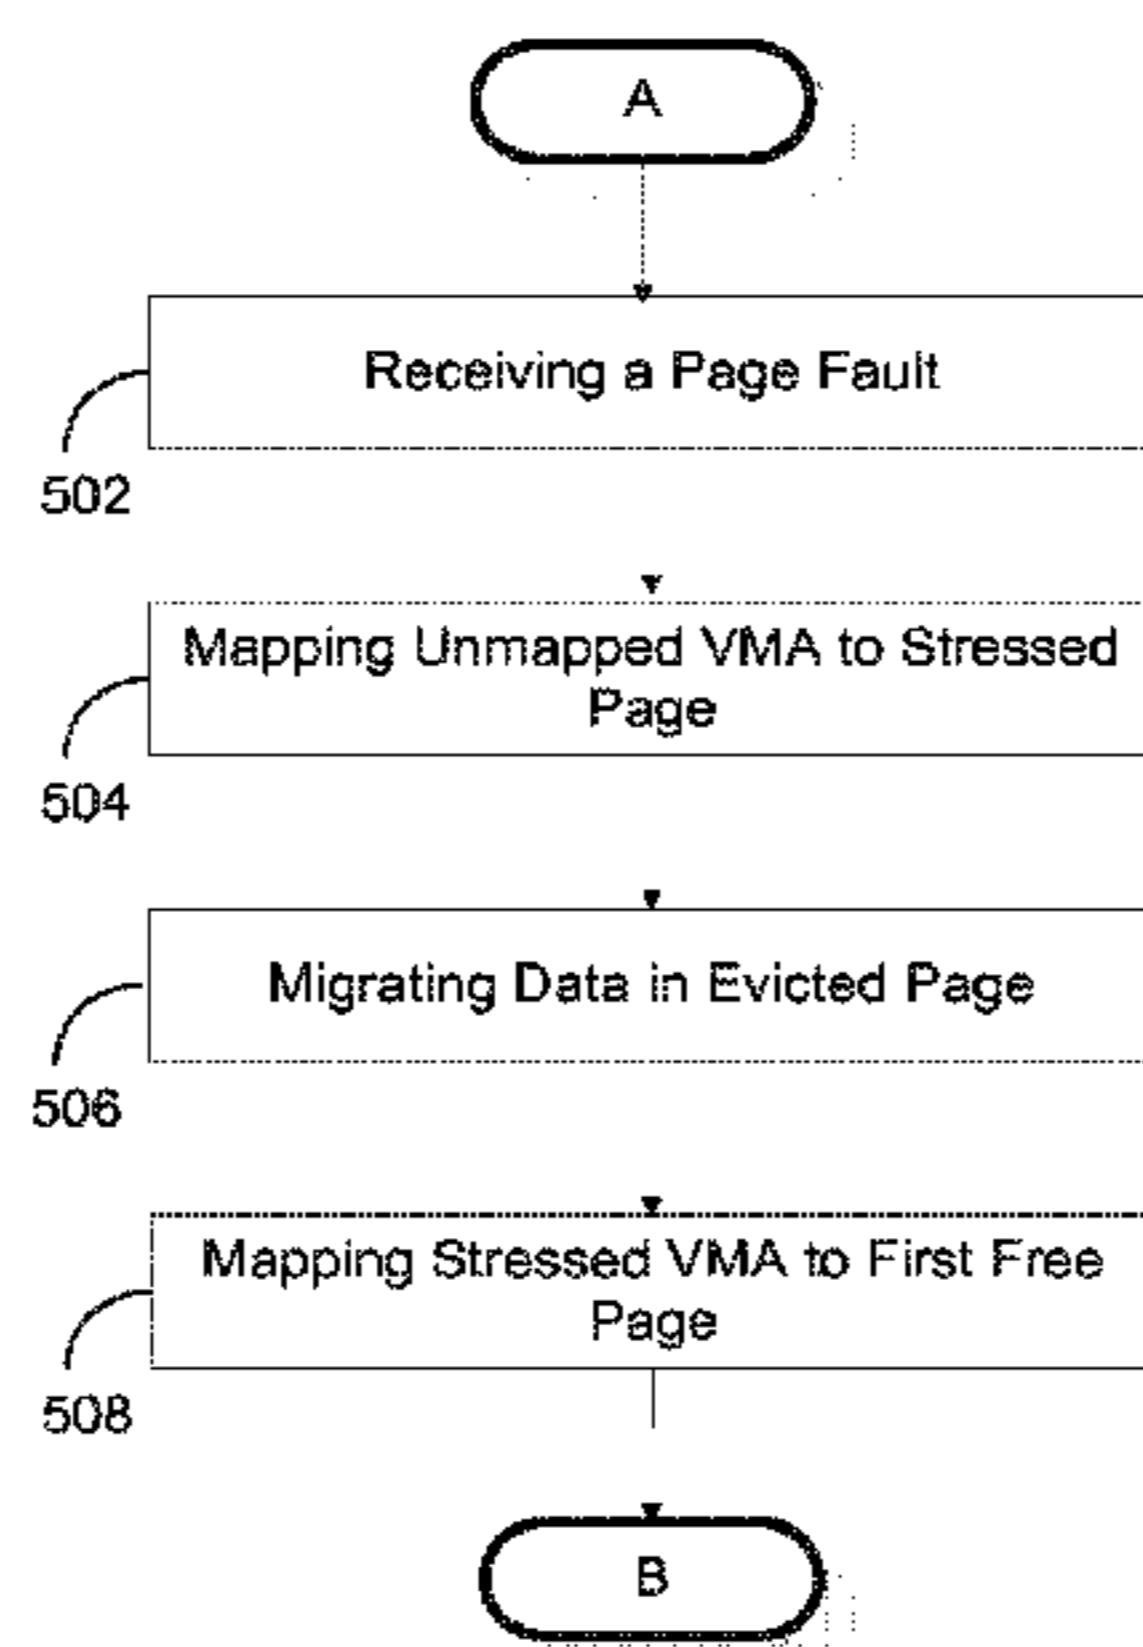 A
Receiving a Page Fault
502
Mapping Unmapped VMA to Stressed
Page
504
Migrating Data in Evicted Page
506
Mapping Stressed VMA to First Free
Page
508
B